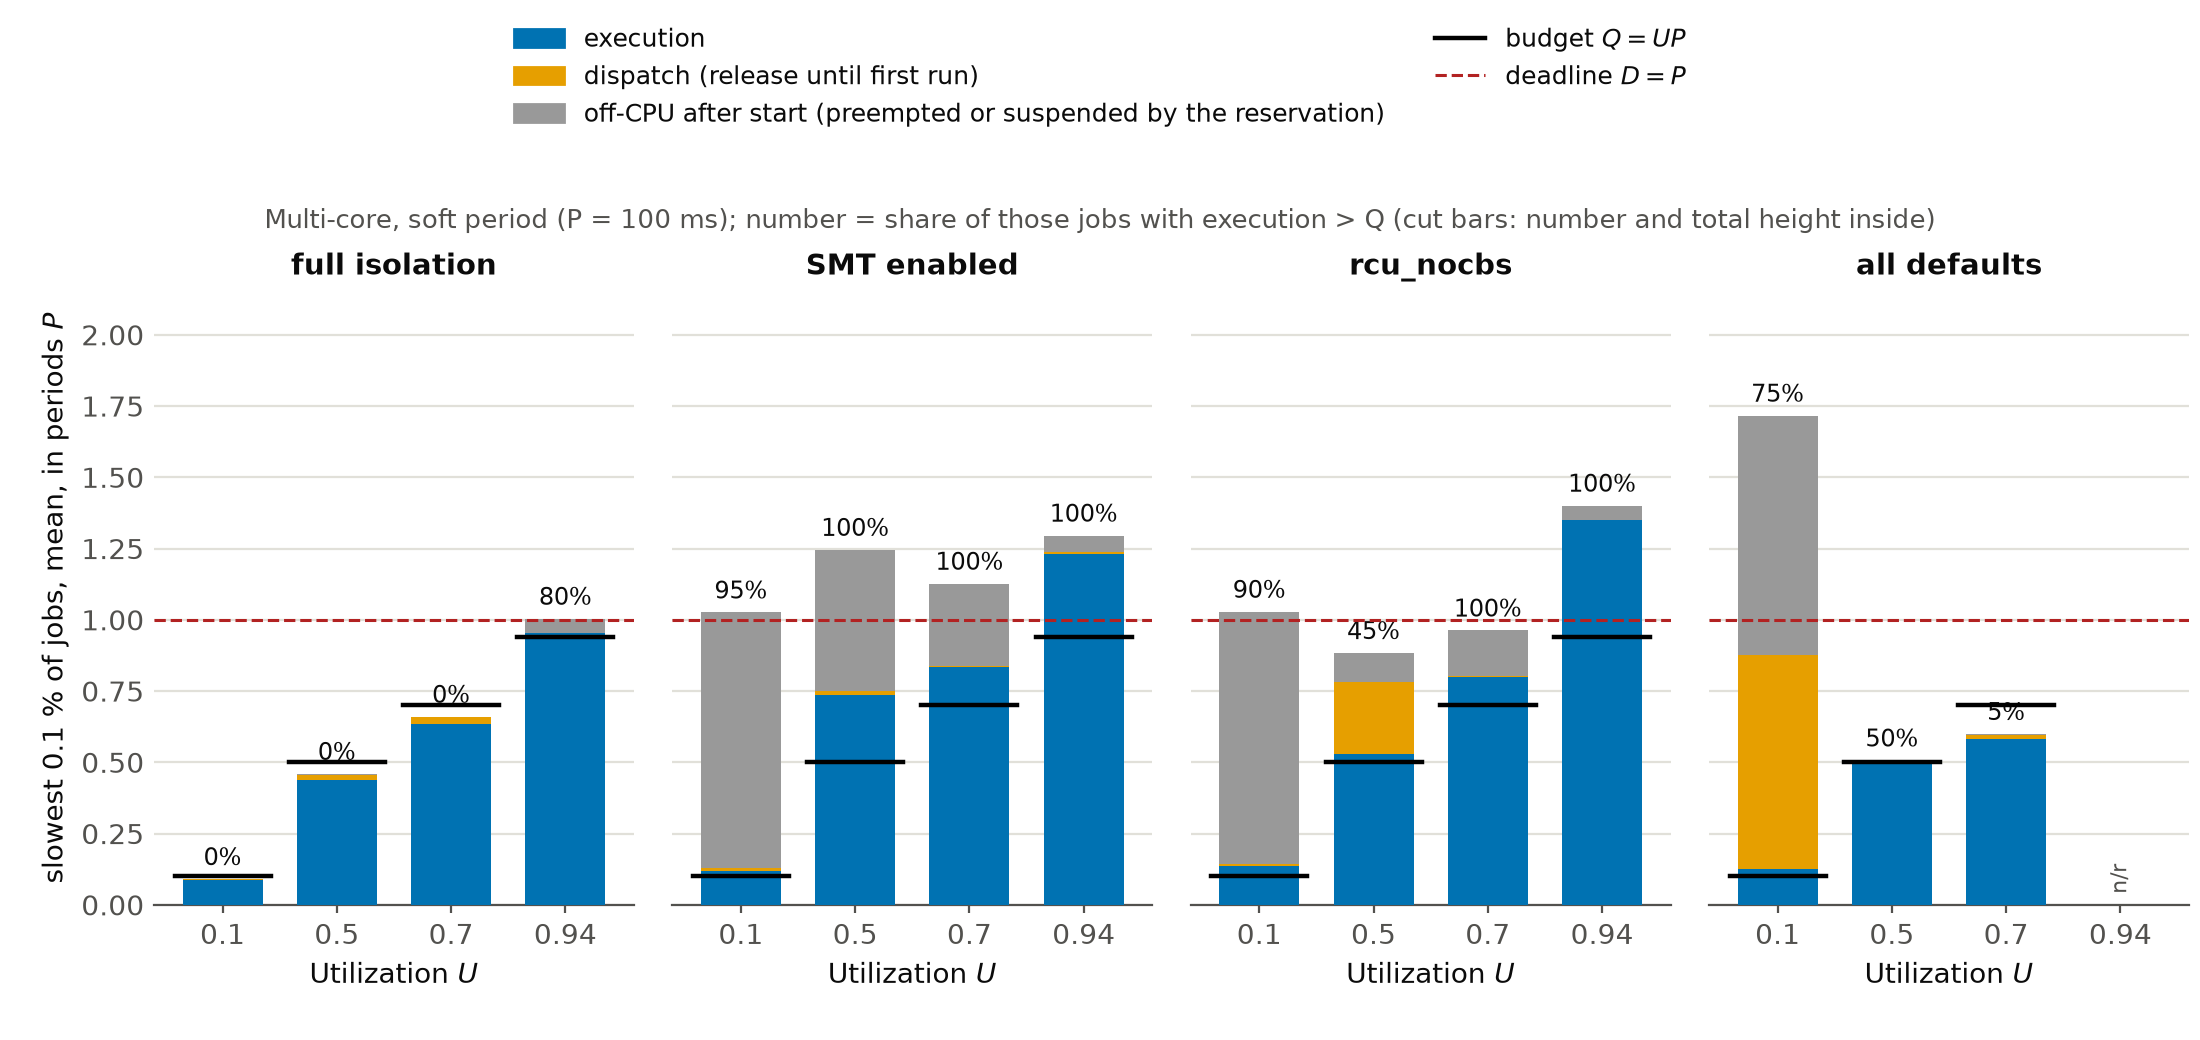 execution
dispatch (release until first run)
off-CPU after start (preempted or suspended by the reservation)
budget Q = UP
deadline D = P
Multi-core, soft period (P = 100 ms); number = share of those jobs with execution > Q (cut bars: number and total height inside)
full isolation
SMT enabled
rcu_nocbs
all defaults
slowest 0.1 % of jobs, mean, in periods P
2.00
1.75
1.50
1.25
1.00
0.75
0.50
0.25
0.00
0%
0%
0%
80%
0.1
0.5
0.7
0.94
Utilization U
95%
100%
100%
100%
0.1
0.5
0.7
0.94
Utilization U
90%
45%
100%
100%
0.1
0.5
0.7
0.94
Utilization U
75%
50%
5%
n/r
0.1
0.5
0.7
0.94
Utilization U